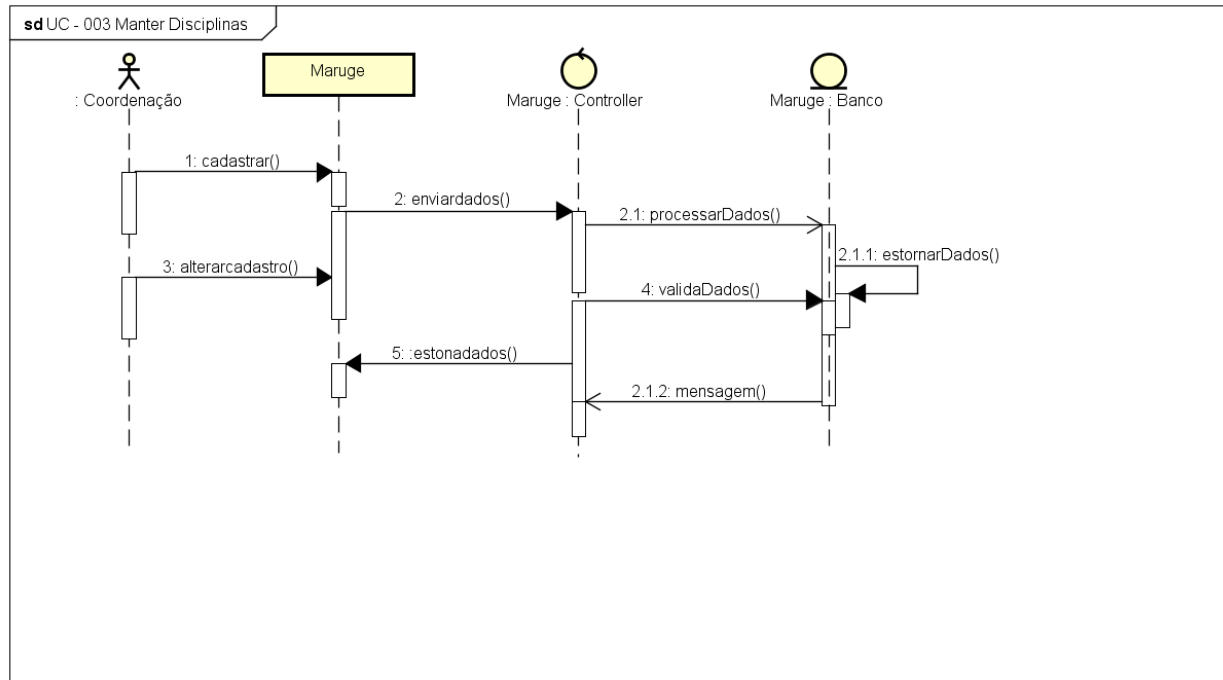 sd UC - 003 Manter Disciplinas
: Coordenação
Maruge
Maruge : Controller
Maruge : Banco
1: cadastrar()
2: enviardados()
2.1: processarDados()
2.1.1: estornarDados()
3: alterarcadastro()
4: validaDados()
5: :estonadados()
2.1.2: mensagem()